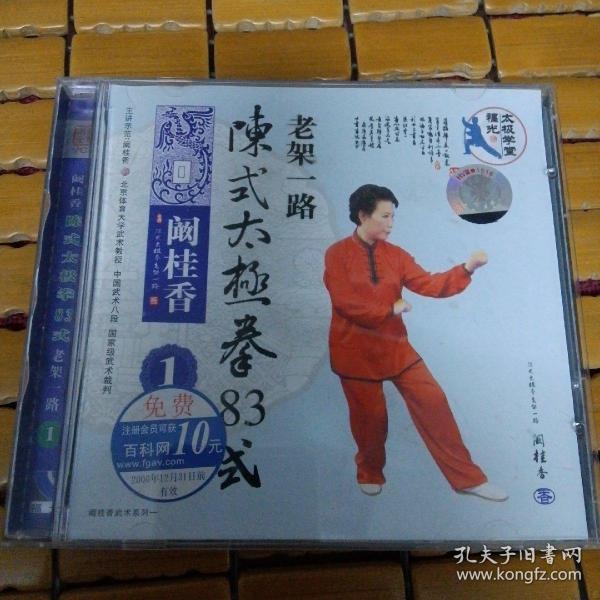 阚桂香 陈式太极拳83式 老架一路 1
主讲示范:阚桂香 北京体育大学武术教授 中国武术八段 国家级武术裁判
阚桂香
1
老架一路
陳式太極拳83式
太极学堂
福光
阚桂香
免费
注册会员可获
百科网10元
www.fgav.com
2006年12月31日前
有效
阚桂香武术系列一
孔夫子旧书网
www.kongfz.com